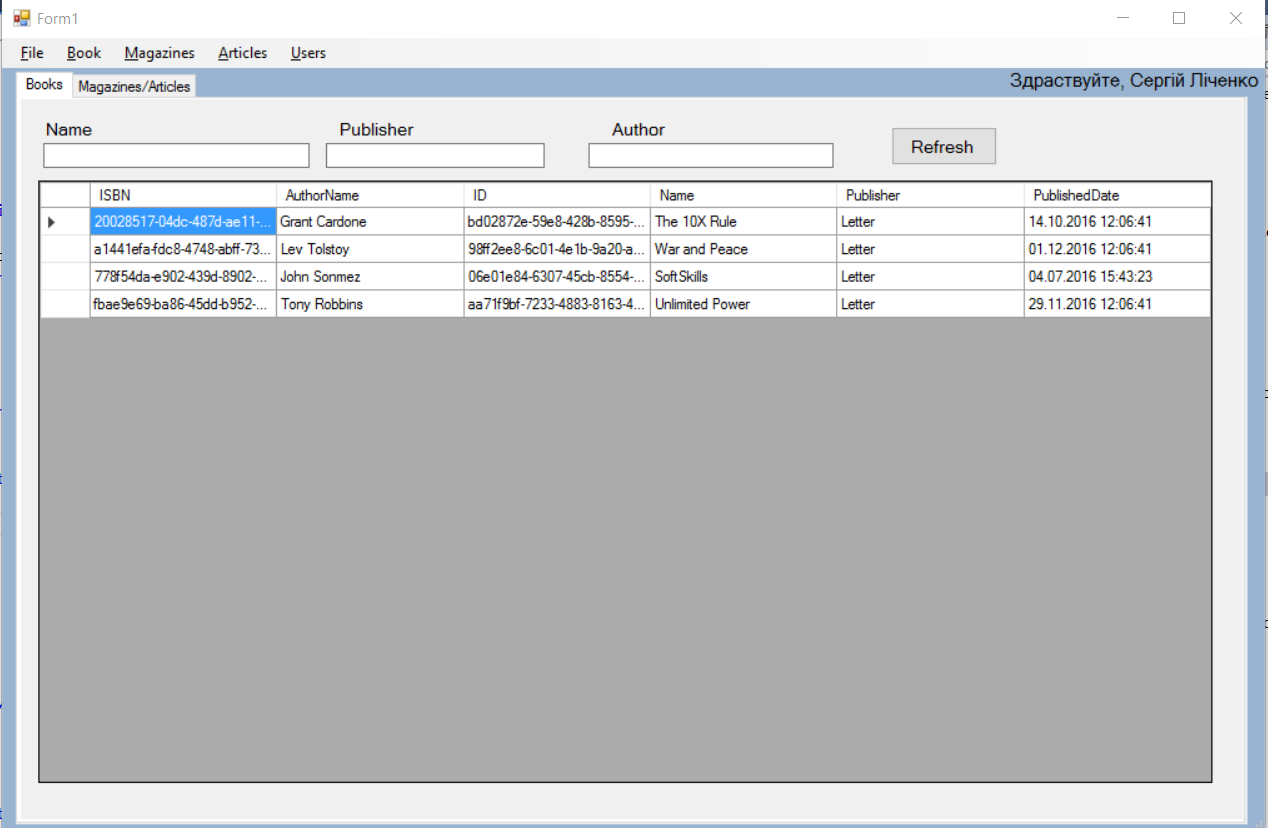 Form1
File Book Magazines Articles Users
Books Magazines/Articles Здраствуйте, Сергій Ліченко
Name Publisher Author
Refresh
ISBN AuthorName ID Name Publisher PublishedDate
20028517-04dc-487d-ae11-... Grant Cardone bd02872e-59e8-428b-8595-... The 10X Rule Letter 14.10.2016 12:06:41
a1441efa-fdc8-4748-abff-73... Lev Tolstoy 98ff2ee8-6c01-4e1b-9a20-a... War and Peace Letter 01.12.2016 12:06:41
778f54da-e902-439d-8902-... John Sonmez 06e01e84-6307-45cb-8554-... SoftSkills Letter 04.07.2016 15:43:23
fbae9e69-ba86-45dd-b952-... Tony Robbins aa71f9bf-7233-4883-8163-4... Unlimited Power Letter 29.11.2016 12:06:41